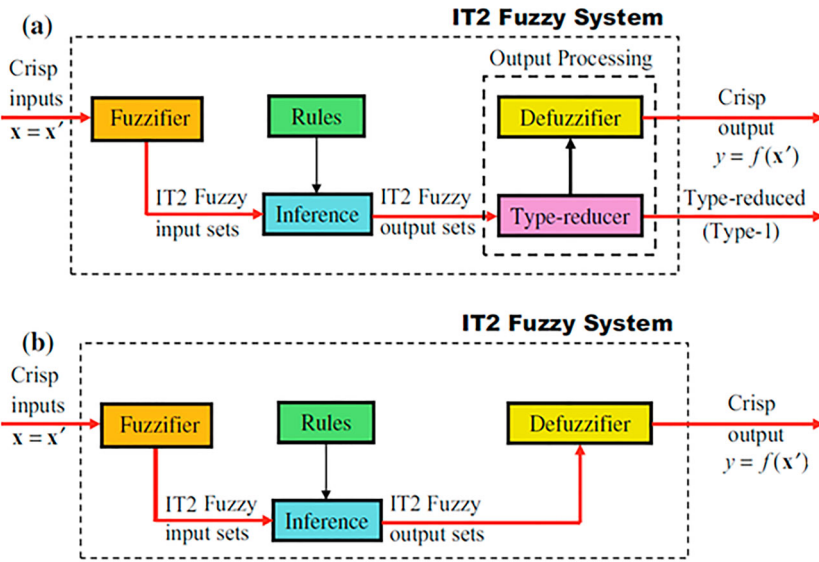 IT2 Fuzzy System
(a)
Output Processing
Crisp
inputs
x = x′
Fuzzifier
Rules
Defuzzifier
Crisp
output
y = f(x′)
IT2 Fuzzy
input sets
Inference
IT2 Fuzzy
output sets
Type-reducer
Type-reduced
(Type-1)
IT2 Fuzzy System
(b)
Crisp
inputs
x = x′
Fuzzifier
Rules
Defuzzifier
Crisp
output
y = f(x′)
IT2 Fuzzy
input sets
Inference
IT2 Fuzzy
output sets